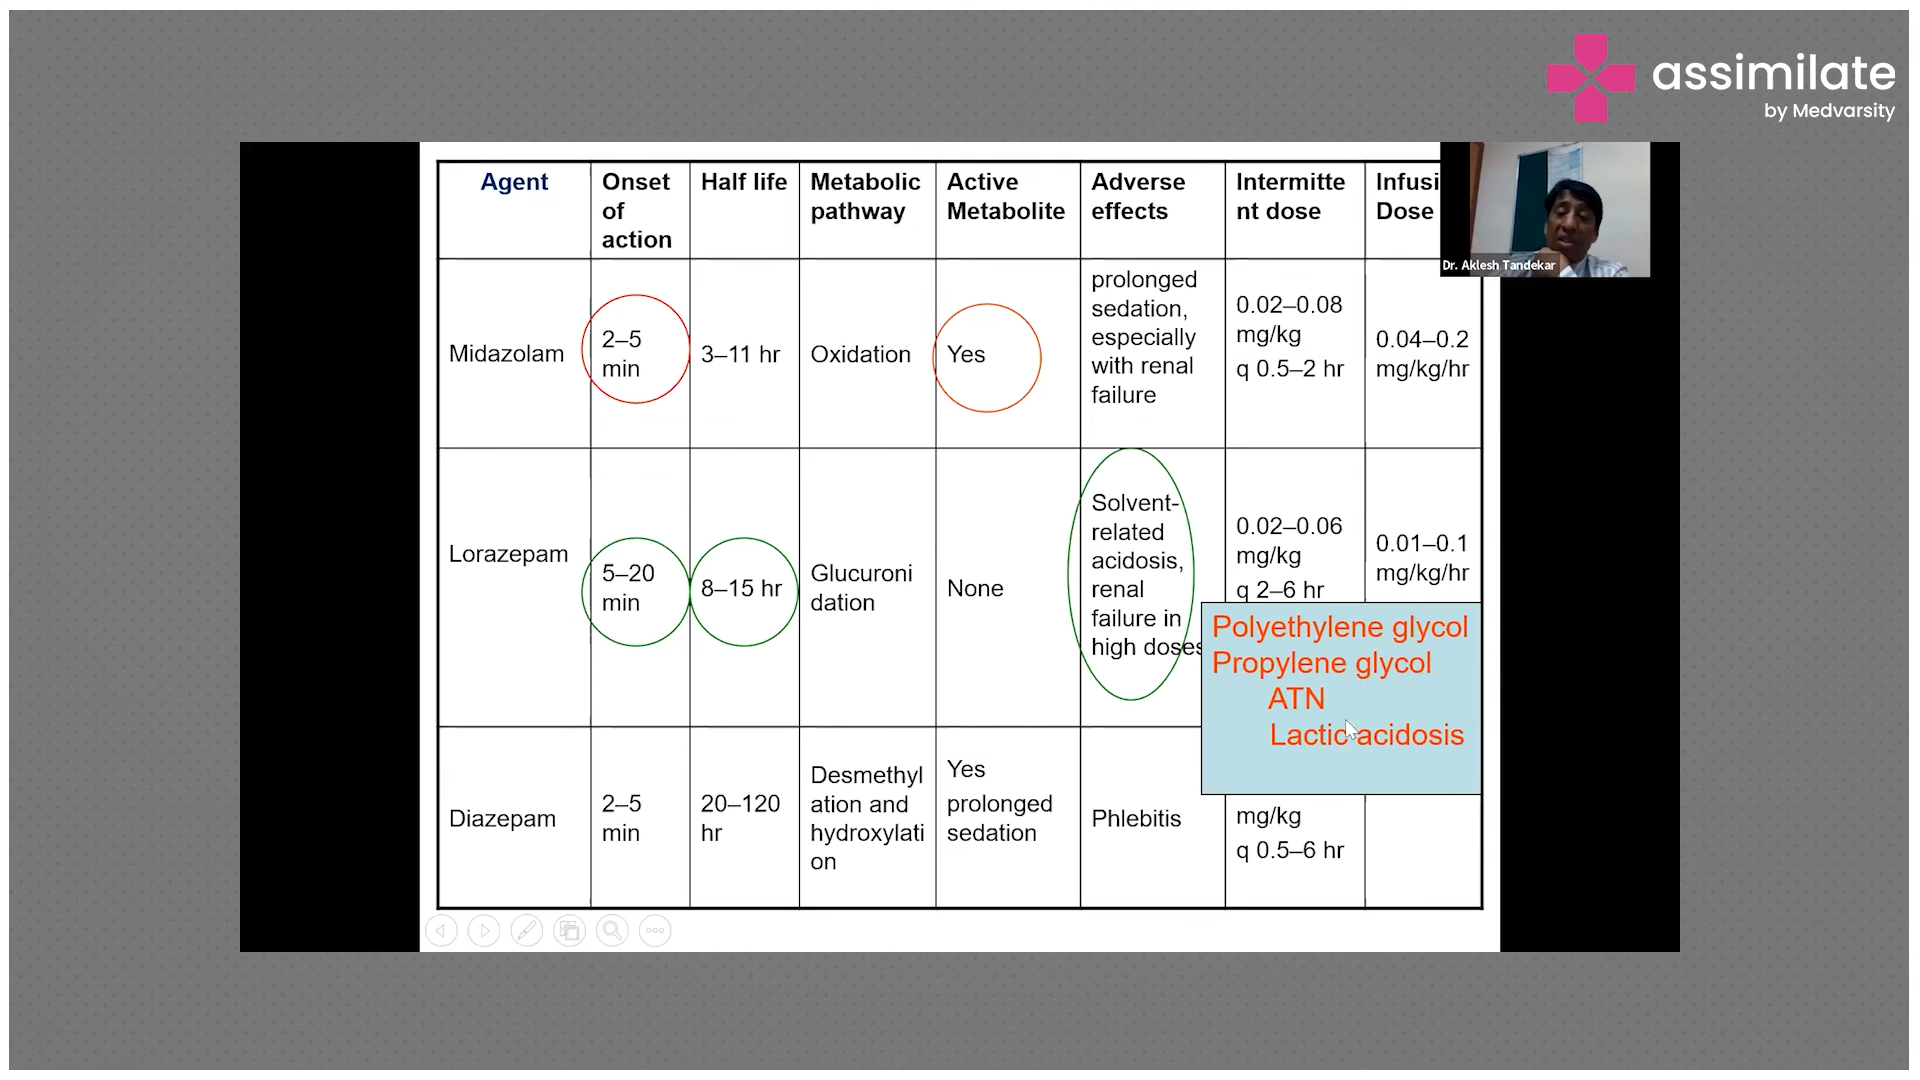 assimilate
by Medvarsity
Agent
Onset
of
action
Half life
Metabolic
pathway
Active
Metabolite
Adverse
effects
Intermitte
nt dose
Infusi
Dose
Dr. Aklesh Tandekar
Midazolam
2–5
min
3–11 hr
Oxidation
Yes
prolonged
sedation,
especially
with renal
failure
0.02–0.08
mg/kg
q 0.5–2 hr
0.04–0.2
mg/kg/hr
Lorazepam
5–20
min
8–15 hr
Glucuroni
dation
None
Solvent-
related
acidosis,
renal
failure in
high doses
0.02–0.06
mg/kg
q 2–6 hr
0.01–0.1
mg/kg/hr
Polyethylene glycol
Propylene glycol
ATN
Lactic acidosis
Diazepam
2–5
min
20–120
hr
Desmethyl
ation and
hydroxylati
on
Yes
prolonged
sedation
Phlebitis
mg/kg
q 0.5–6 hr